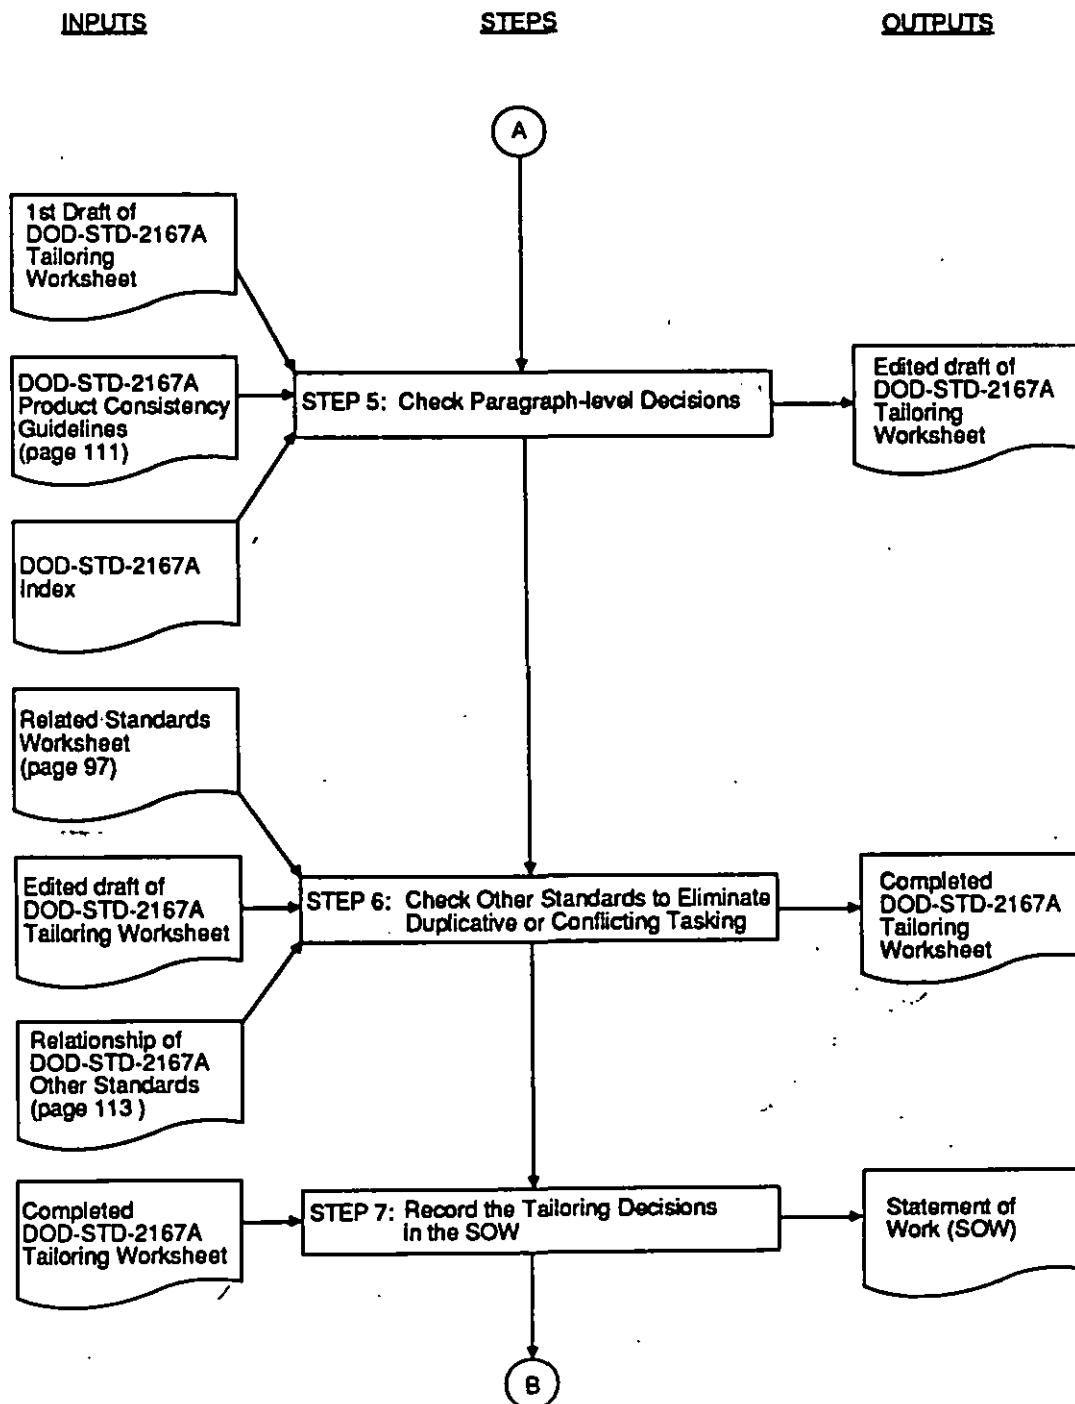 INPUTS
STEPS
OUTPUTS
A
1st Draft of
DOD-STD-2167A
Tailoring
Worksheet
DOD-STD-2167A
Product Consistency
Guidelines
(page 111)
DOD-STD-2167A
Index
STEP 5: Check Paragraph-level Decisions
Edited draft of
DOD-STD-2167A
Tailoring
Worksheet
Related Standards
Worksheet
(page 97)
Edited draft of
DOD-STD-2167A
Tailoring Worksheet
Relationship of
DOD-STD-2167A
Other Standards
(page 113 )
STEP 6: Check Other Standards to Eliminate
Duplicative or Conflicting Tasking
Completed
DOD-STD-2167A
Tailoring
Worksheet
Completed
DOD-STD-2167A
Tailoring Worksheet
STEP 7: Record the Tailoring Decisions
in the SOW
Statement of
Work (SOW)
B